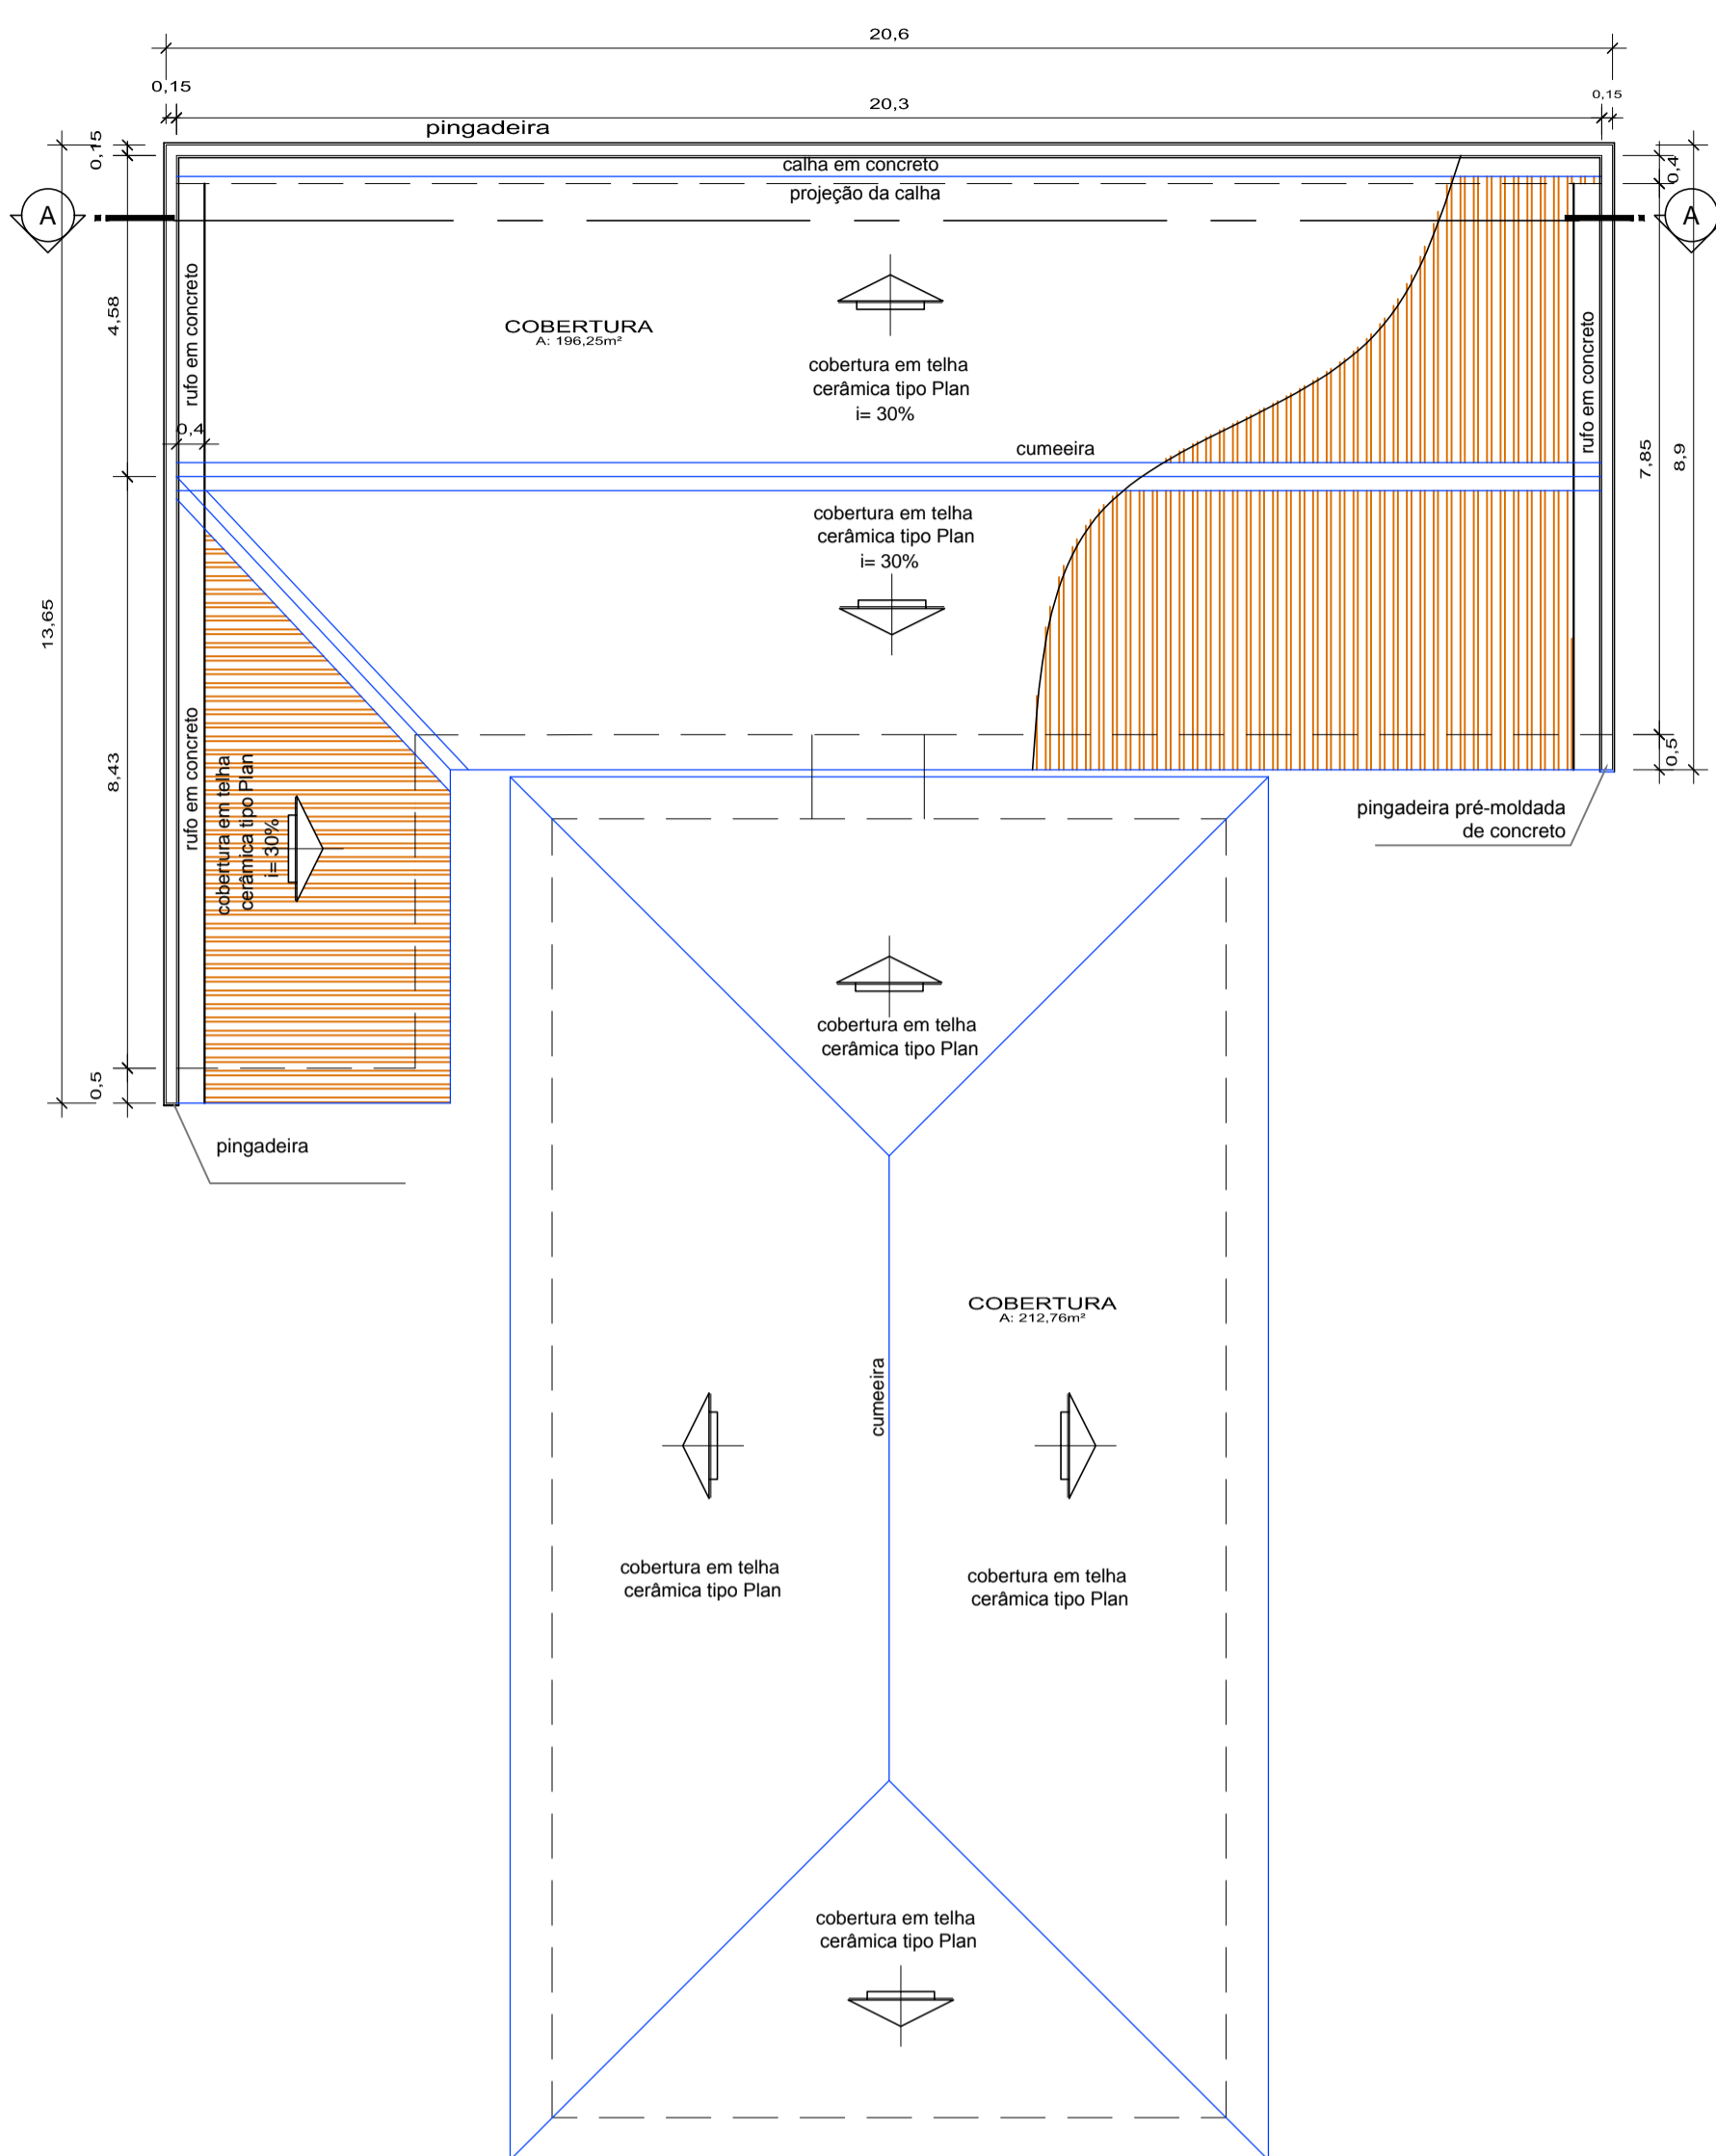 20,6
0,15
20,3
0,15
pingadeira
0,15
calha em concreto
0,4
projeção da calha
A
A
rufo em concreto
4,58
COBERTURA
A: 196,25m²
cobertura em telha
cerâmica tipo Plan
i= 30%
rufo em concreto
0,4
cumeeira
7,85
8,9
cobertura em telha
cerâmica tipo Plan
i= 30%
13,65
8,43
rufo em concreto
cobertura em telha
cerâmica tipo Plan
i= 30%
0,5
pingadeira pré-moldada
de concreto
cobertura em telha
cerâmica tipo Plan
0,5
pingadeira
COBERTURA
A: 212,76m²
cumeeira
cobertura em telha
cerâmica tipo Plan
cobertura em telha
cerâmica tipo Plan
cobertura em telha
cerâmica tipo Plan